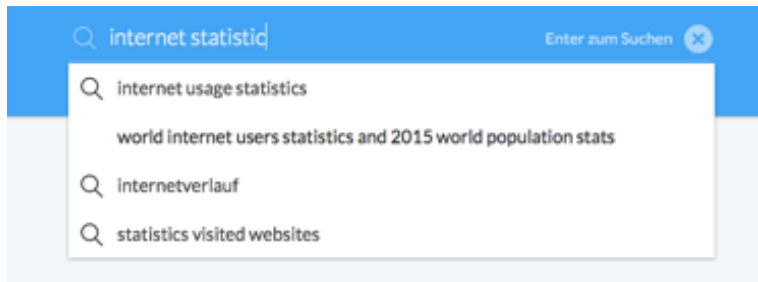 internet statistic Enter zum Suchen
internet usage statistics
world internet users statistics and 2015 world population stats
internetverlauf
statistics visited websites